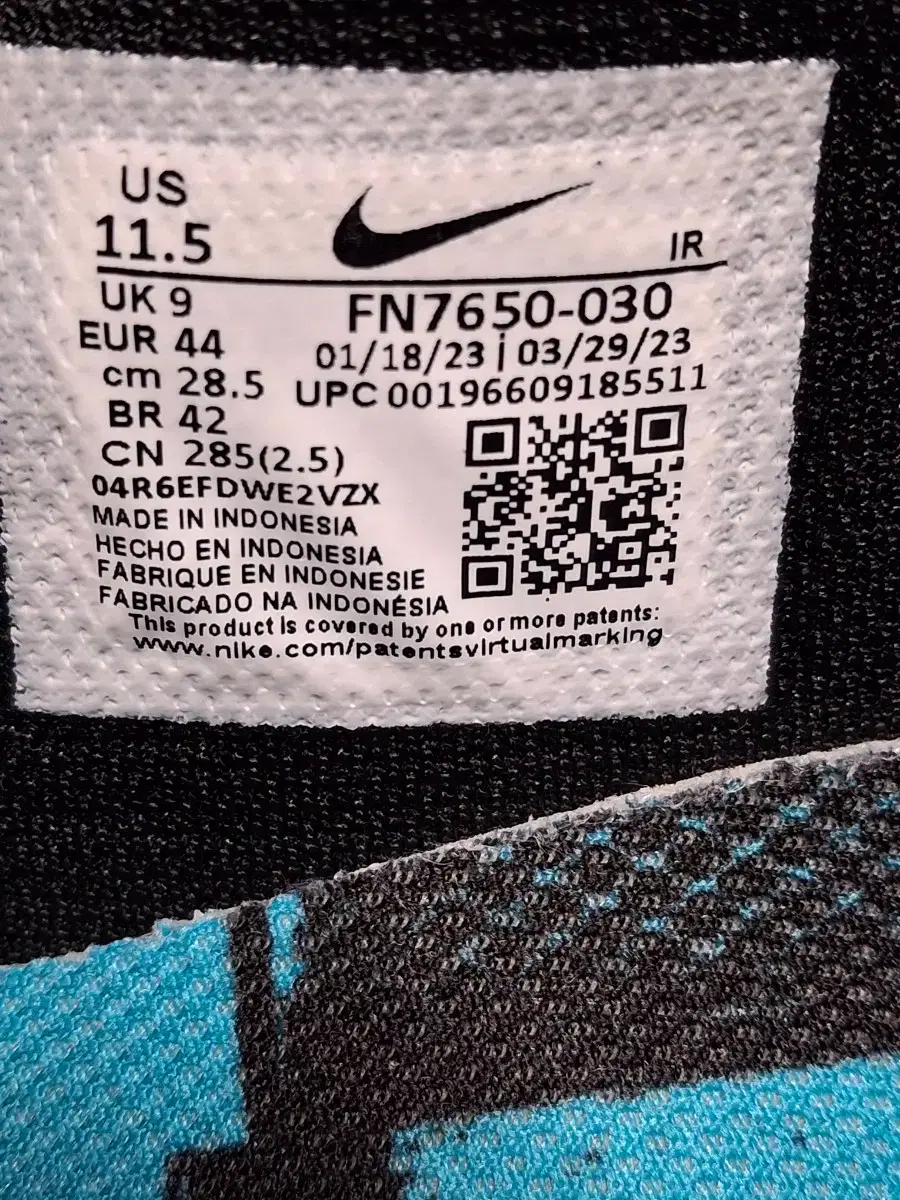 US
11.5
IR
UK 9
EUR 44
cm 28.5
BR 42
CN 285(2.5)
FN7650-030
01/18/23 | 03/29/23
UPC 00196609185511
04R6EFDWE2VZX
MADE IN INDONESIA
HECHO EN INDONESIA
FABRIQUE EN INDONESIE
FABRICADO NA INDONÉSIA
This product is covered by one or more patents:
www.nike.com/patentsvirtualmarking